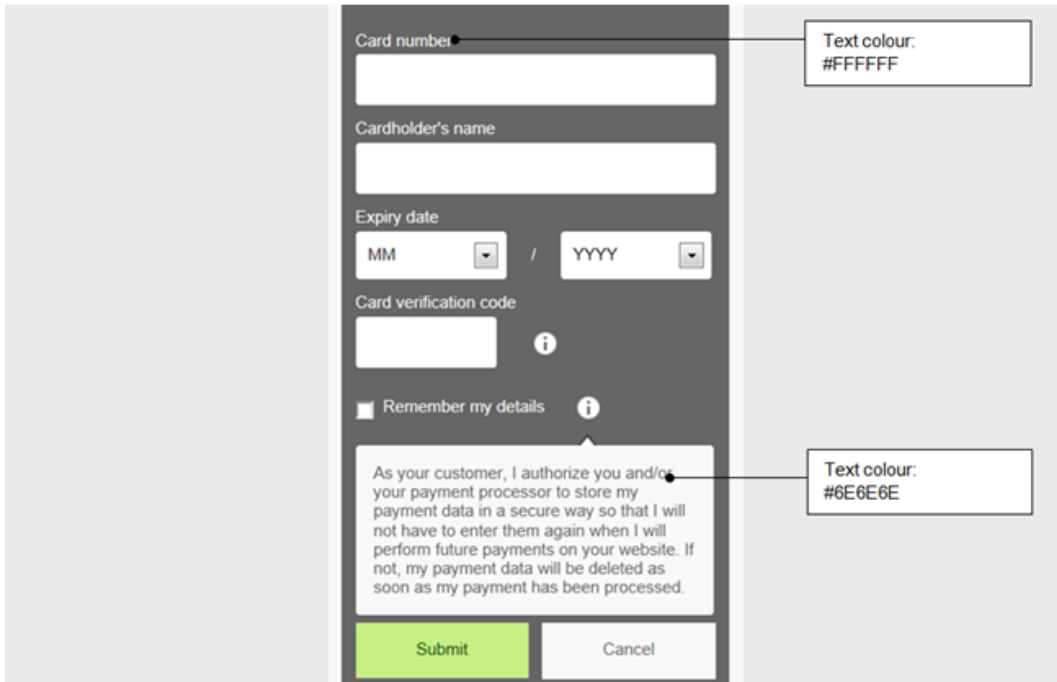 Card number
Text colour:
#FFFFFF
Cardholder's name
Expiry date
MM / YYYY
Card verification code
Remember my details
As your customer, I authorize you and/or
your payment processor to store my
payment data in a secure way so that I will
not have to enter them again when I will
perform future payments on your website. If
not, my payment data will be deleted as
soon as my payment has been processed.
Text colour:
#6E6E6E
Submit
Cancel